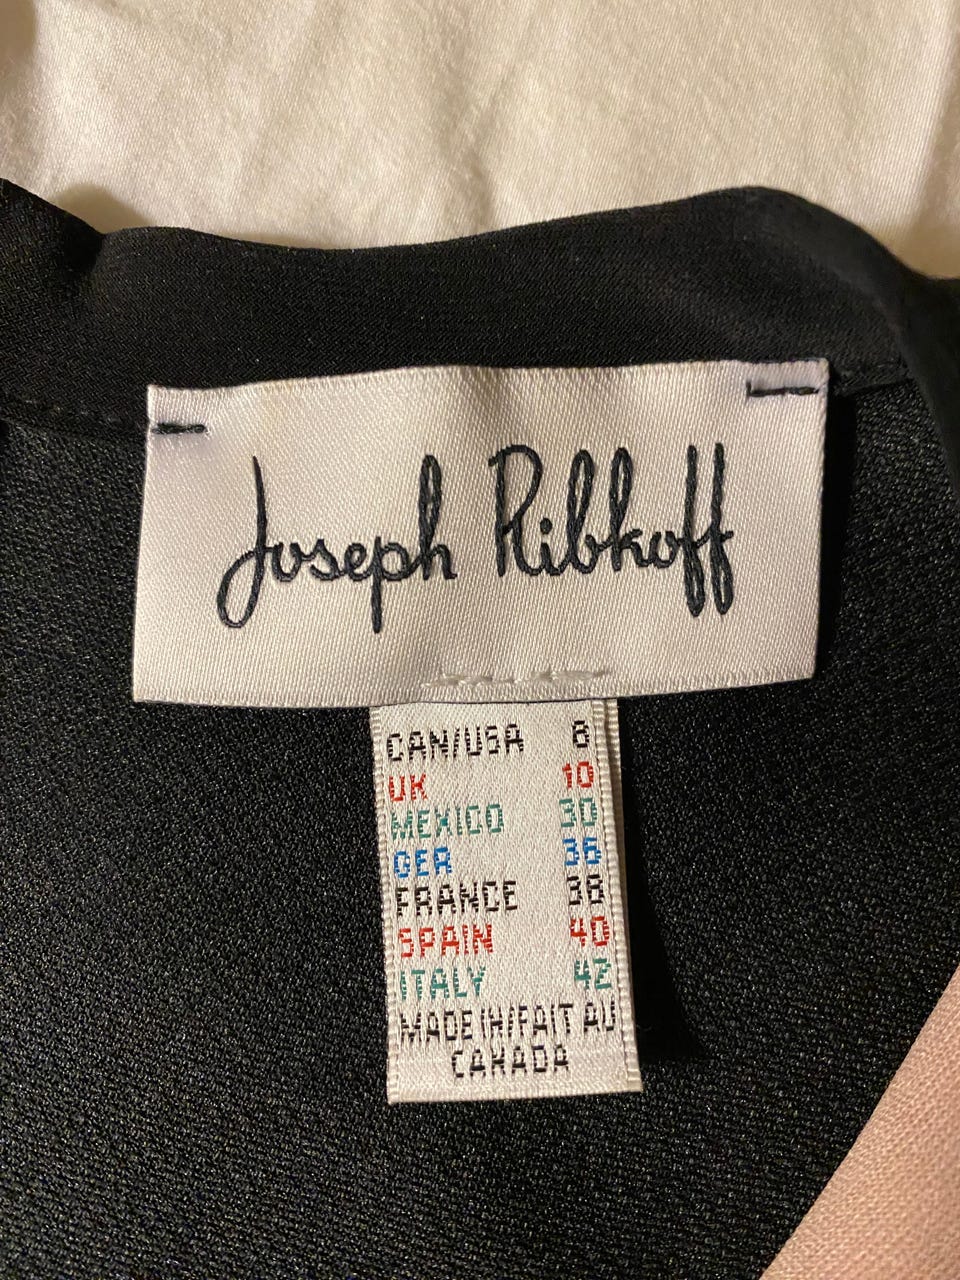 Joseph Ribkoff
CAN/USA 8
UK 10
MEXICO 30
GER 36
FRANCE 38
SPAIN 40
ITALY 42
MADE IN/FAIT AU
CANADA